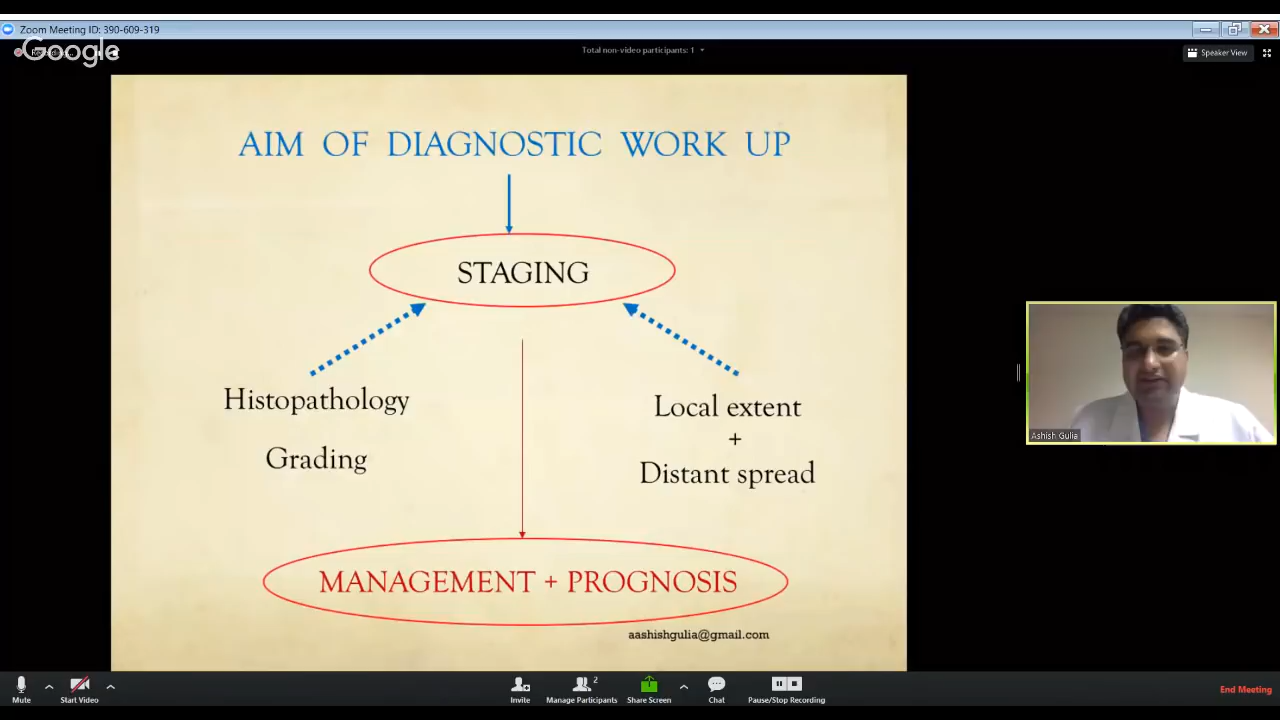 Zoom Meeting ID: 390-609-319
Google
Total non-video participants: 1
Speaker View
AIM OF DIAGNOSTIC WORK UP
STAGING
Histopathology
Grading
Local extent
+
Distant spread
MANAGEMENT + PROGNOSIS
aashishgulia@gmail.com
Ashish Gulia
Mute
Start Video
Invite
2
Manage Participants
Share Screen
Chat
Pause/Stop Recording
End Meeting